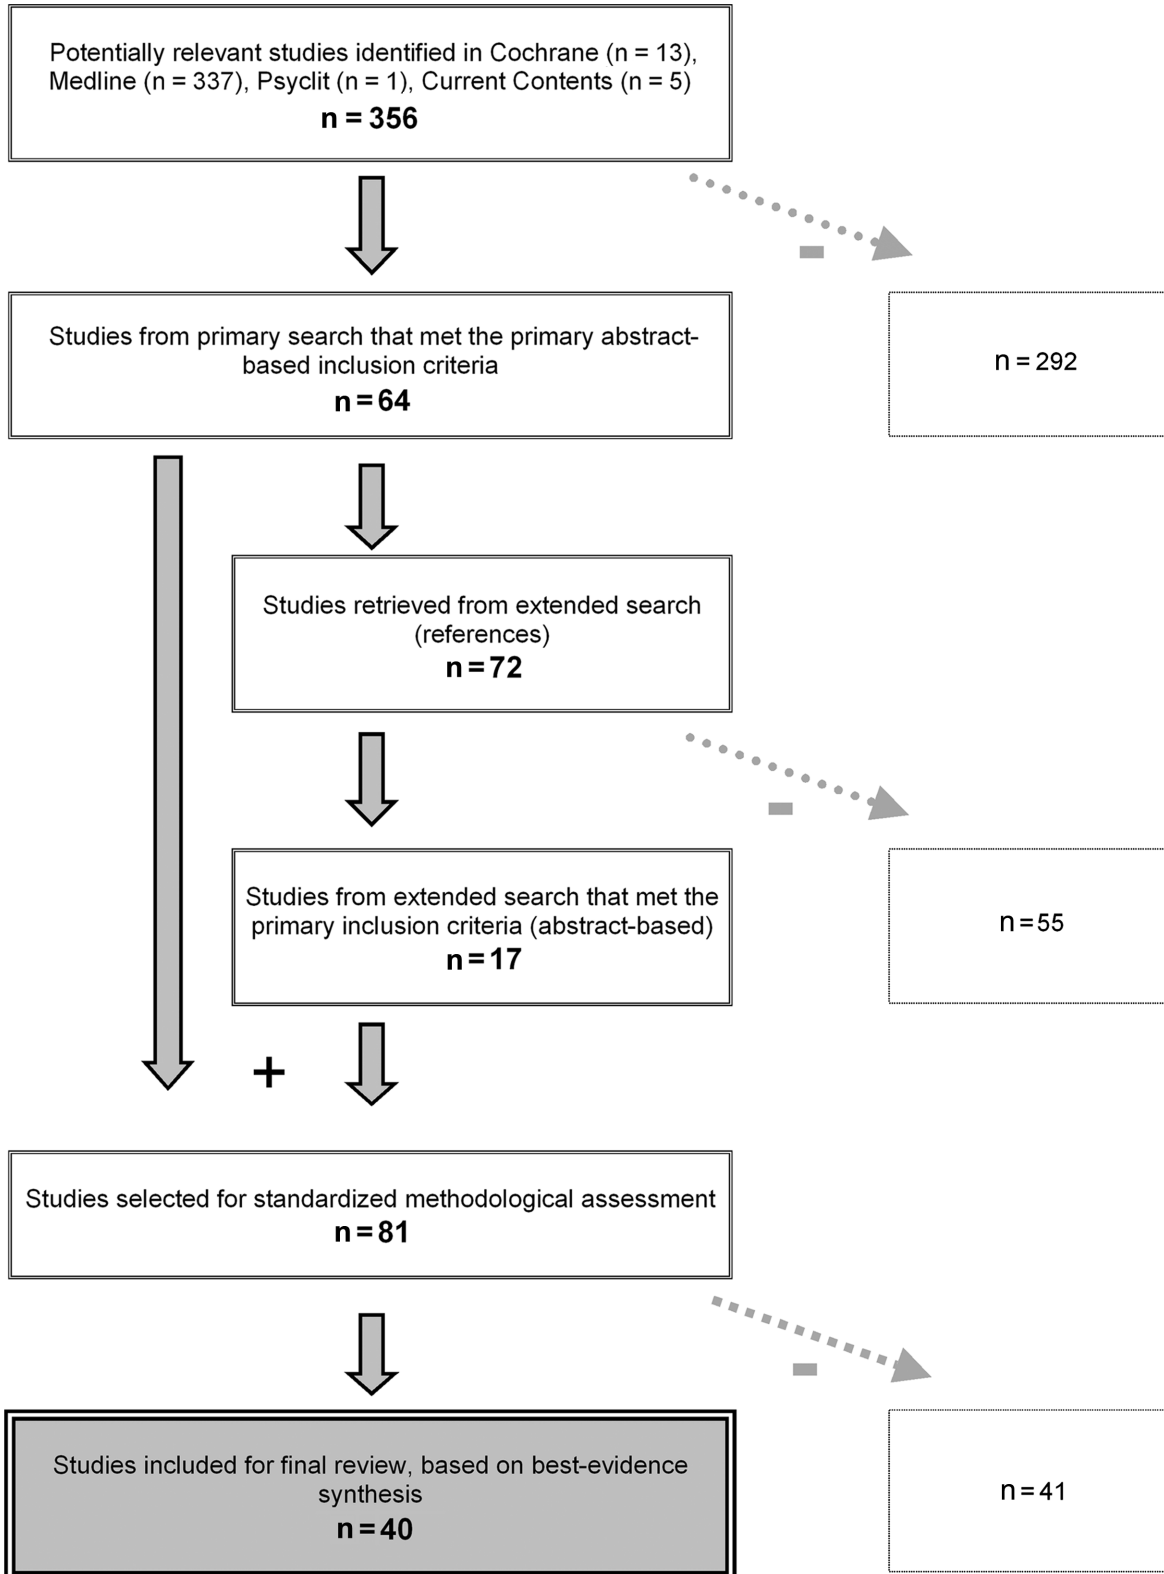 Potentially relevant studies identified in Cochrane (n = 13),
Medline (n = 337), Psyclit (n = 1), Current Contents (n = 5)
n = 356
Studies from primary search that met the primary abstract-
based inclusion criteria
n = 64
n = 292
Studies retrieved from extended search
(references)
n = 72
Studies from extended search that met the
primary inclusion criteria (abstract-based)
n = 17
n = 55
+
Studies selected for standardized methodological assessment
n = 81
Studies included for final review, based on best-evidence
synthesis
n = 40
n = 41